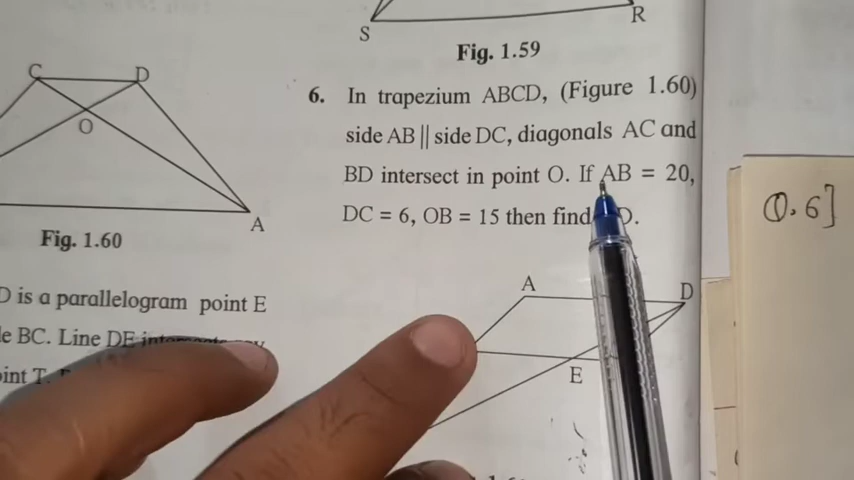 S
R
Fig. 1.59
C
D
O
A
Fig. 1.60
6. In trapezium ABCD, (Figure 1.60)
side AB || side DC, diagonals AC and
BD intersect in point O. If AB = 20,
DC = 6, OB = 15 then find D.
Q.6]
D is a parallelogram point E
BC. Line DE
int T.
A
D
E